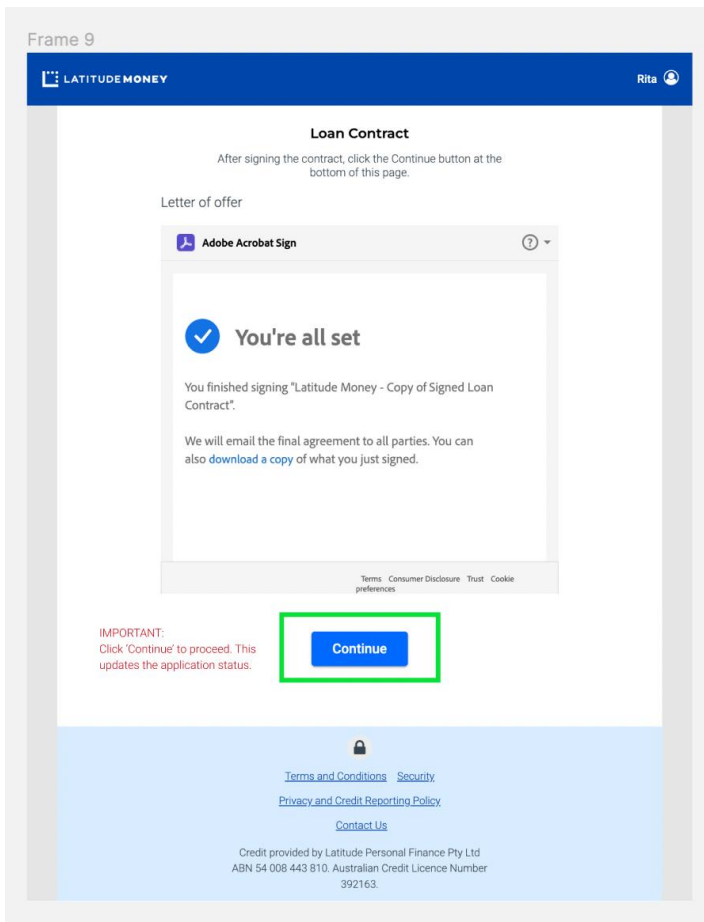 Frame 9
LATITUDEMONEY
Rita
Loan Contract
After signing the contract, click the Continue button at the
bottom of this page.
Letter of offer
Adobe Acrobat Sign
?
You're all set
You finished signing "Latitude Money - Copy of Signed Loan
Contract".
We will email the final agreement to all parties. You can
also download a copy of what you just signed.
Terms Consumer Disclosure Trust Cookie
preferences
IMPORTANT:
Click 'Continue' to proceed. This
updates the application status.
Continue
Terms and Conditions Security
Privacy and Credit Reporting Policy
Contact Us
Credit provided by Latitude Personal Finance Pty Ltd
ABN 54 008 443 810. Australian Credit Licence Number
392163.